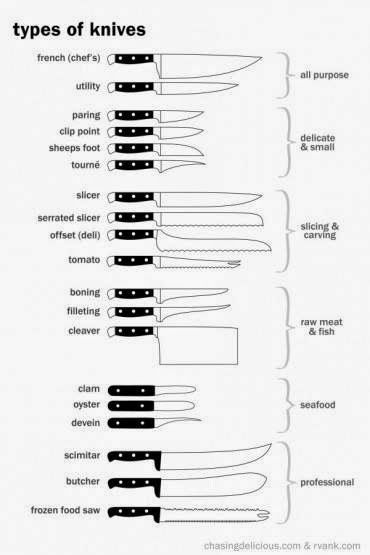 types of knives
french (chef's)
utility
all purpose
paring
clip point
sheeps foot
tourné
delicate
& small
slicer
serrated slicer
offset (deli)
tomato
slicing &
carving
boning
filleting
cleaver
raw meat
& fish
clam
oyster
devein
seafood
scimitar
butcher
frozen food saw
professional
chasingdelicious.com & rvank.com